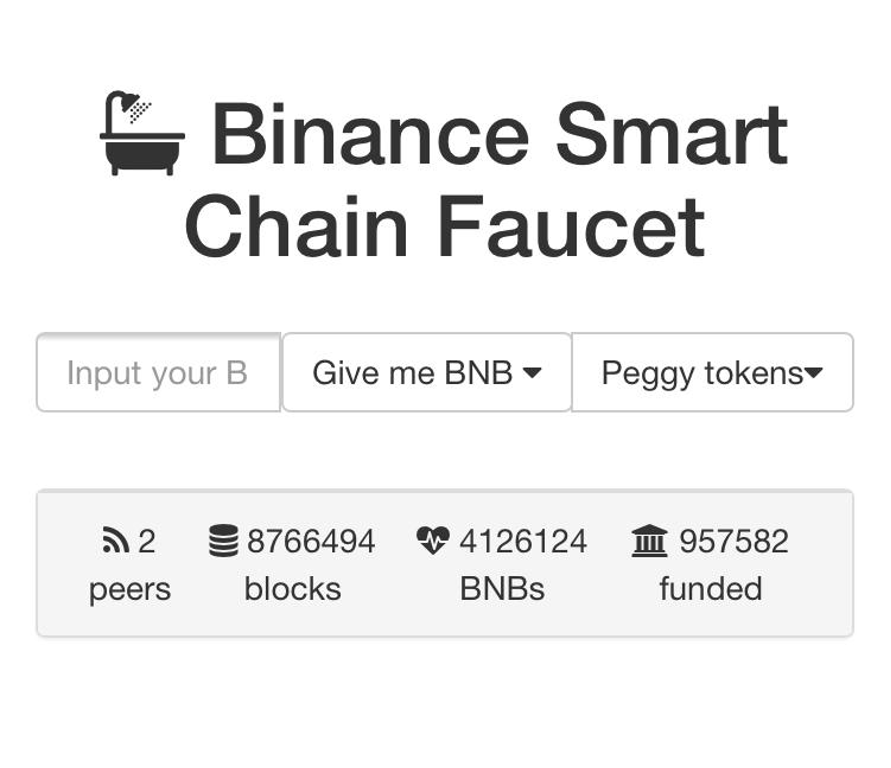 Binance Smart
Chain Faucet
Input your B
Give me BNB
Peggy tokens
2 peers
8766494 blocks
4126124 BNBs
957582 funded